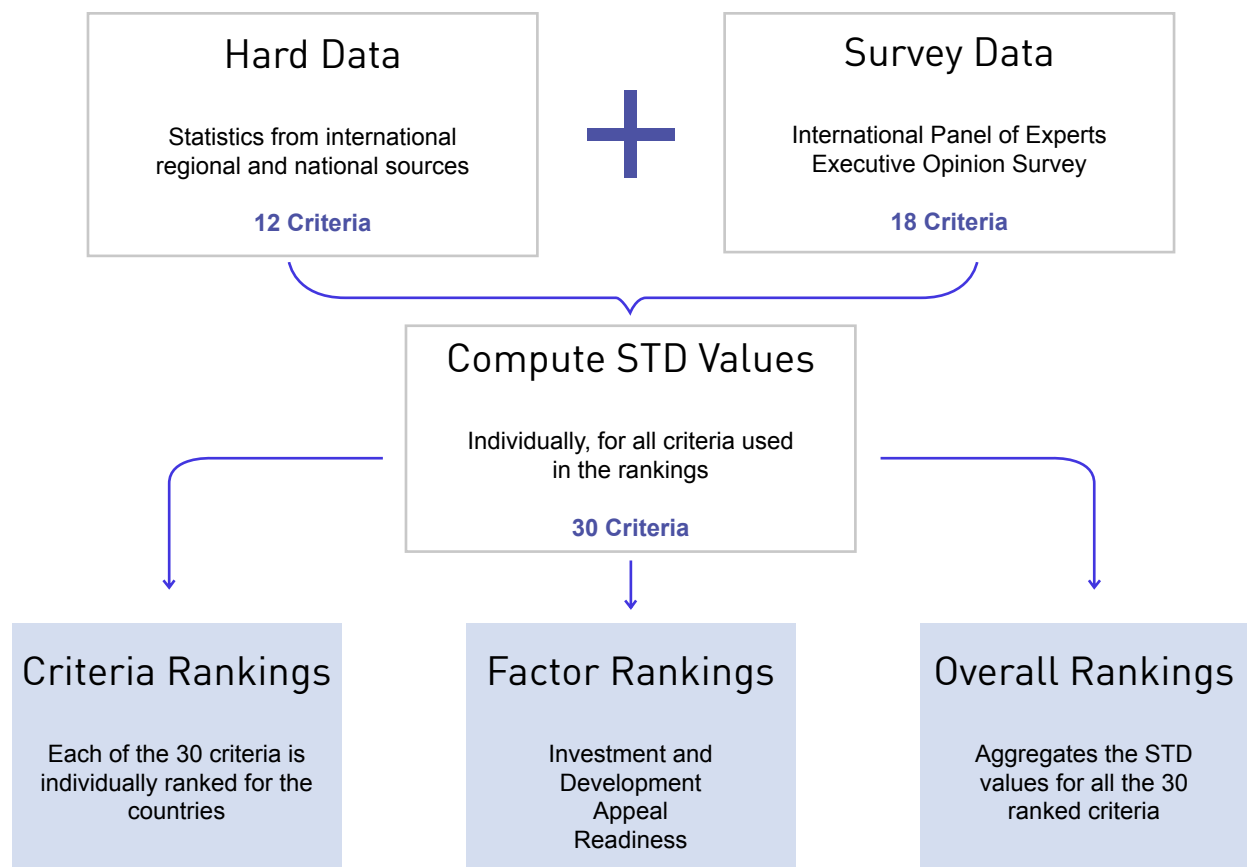 Hard Data
Statistics from international
regional and national sources
12 Criteria
Survey Data
International Panel of Experts
Executive Opinion Survey
18 Criteria
Compute STD Values
Individually, for all criteria used
in the rankings
30 Criteria
Criteria Rankings
Each of the 30 criteria is
individually ranked for the
countries
Factor Rankings
Investment and
Development
Appeal
Readiness
Overall Rankings
Aggregates the STD
values for all the 30
ranked criteria